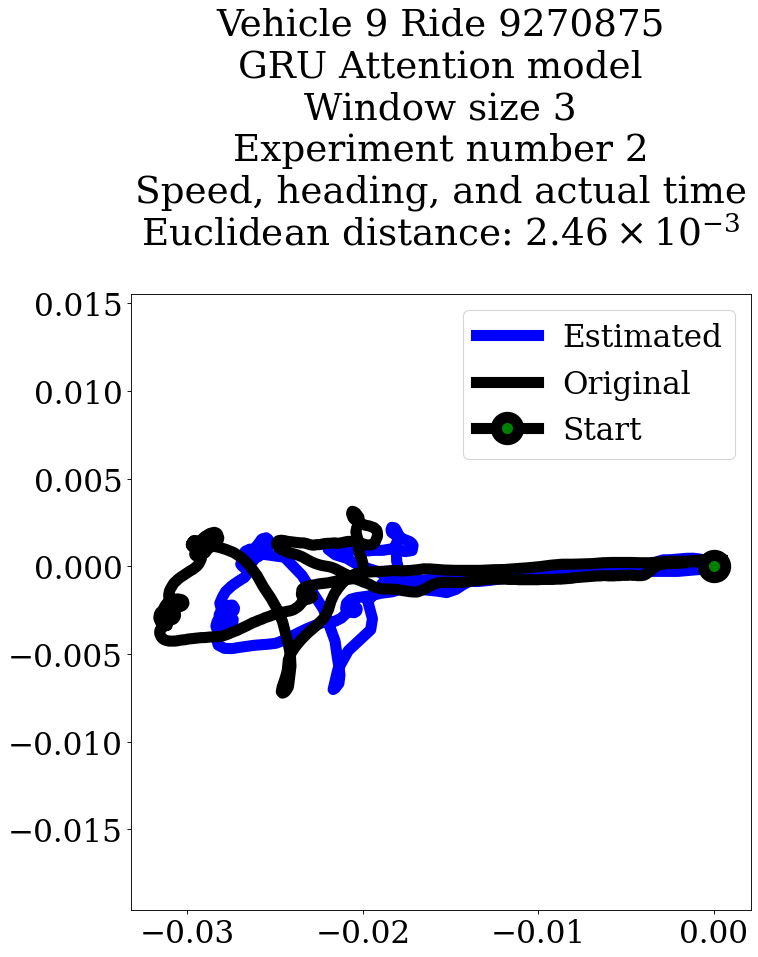 Vehicle 9 Ride 9270875
GRU Attention model
Window size 3
Experiment number 2
Speed, heading, and actual time
Euclidean distance: 2.46 × 10⁻³
0.015
0.010
0.005
0.000
−0.005
−0.010
−0.015
Estimated
Original
Start
−0.03
−0.02
−0.01
0.00